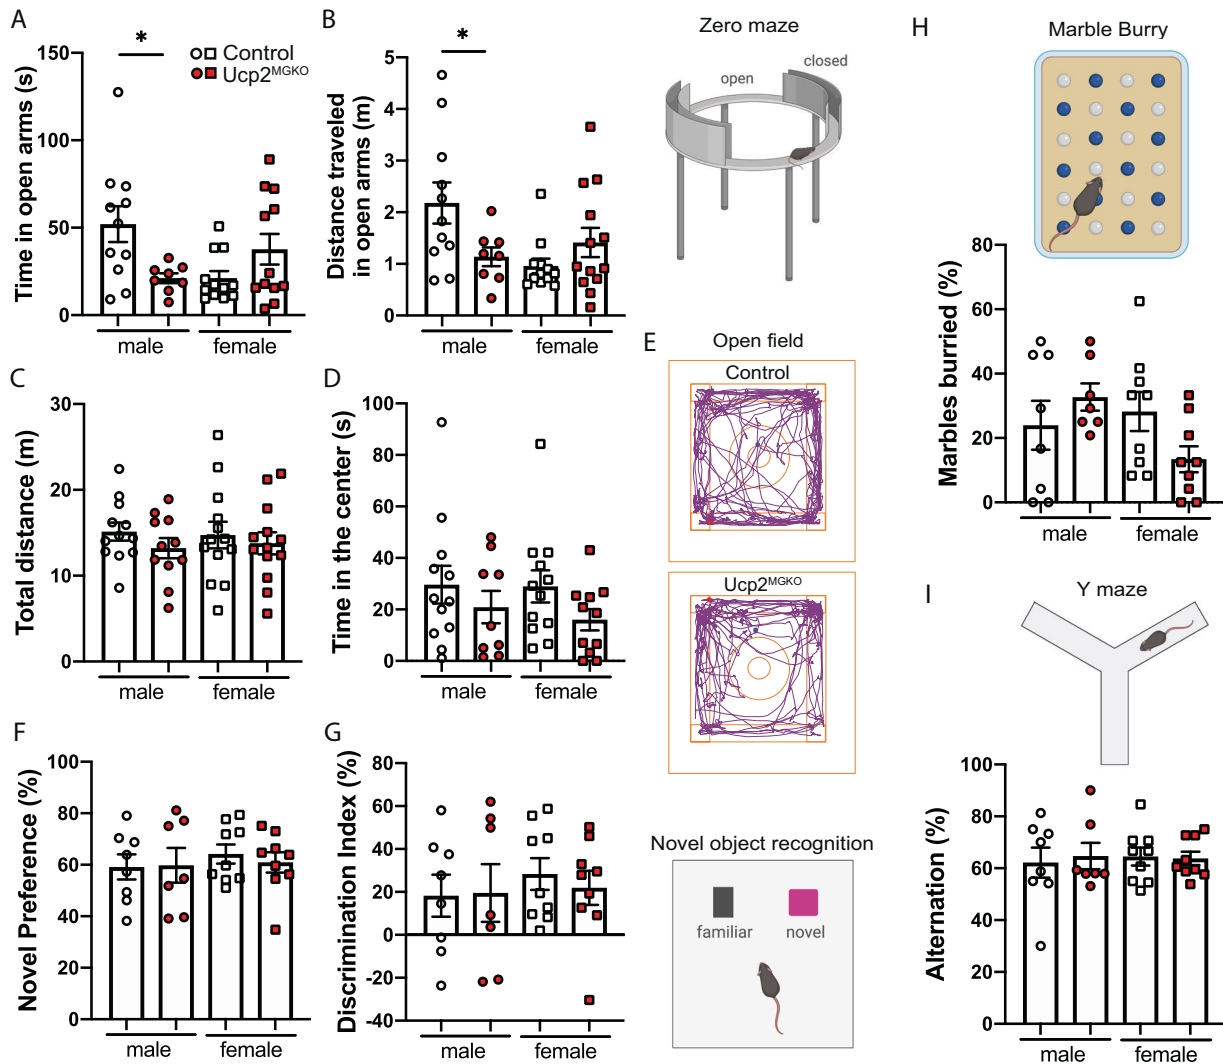 A
Time in open arms (s)
150
100
50
0
*
Control
Ucp2MGKO
male
female
B
Distance traveled
in open arms (m)
5
4
3
2
1
0
*
male
female
Zero maze
open
closed
C
Total distance (m)
30
20
10
0
male
female
D
Time in the center (s)
100
80
60
40
20
0
male
female
E
Open field
Control
Ucp2MGKO
F
Novel Preference (%)
100
80
60
40
20
0
male
female
G
Discrimination Index (%)
80
60
40
20
0
-20
-40
male
female
Novel object recognition
familiar
novel
H
Marble Burry
Marbles burried (%)
80
60
40
20
0
male
female
I
Y maze
Alternation (%)
100
80
60
40
20
0
male
female